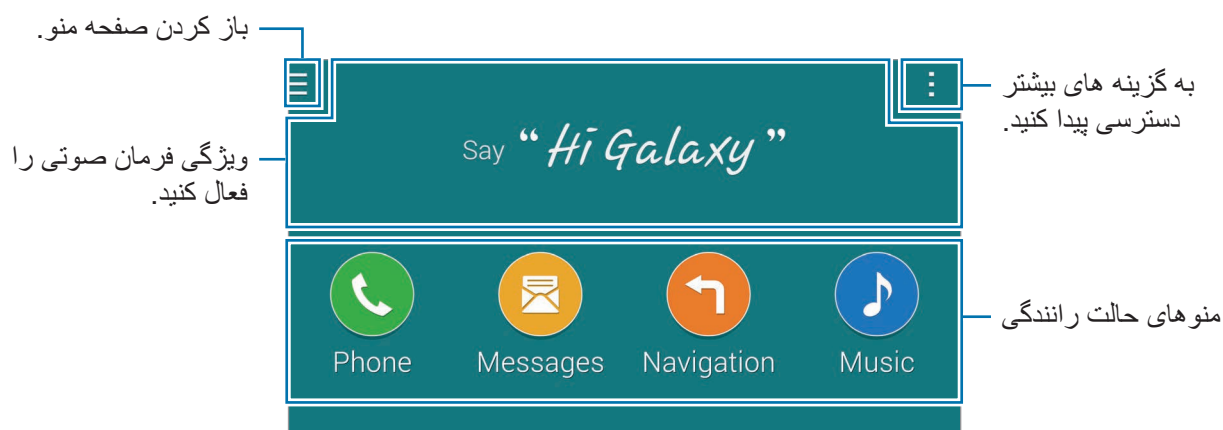 باز کردن صفحه منو.
به گزینه های بیشتر
دسترسی پیدا کنید.
Say “Hi Galaxy”
ویژگی فرمان صوتی را
فعال کنید.
Phone Messages Navigation Music
منوهای حالت رانندگی